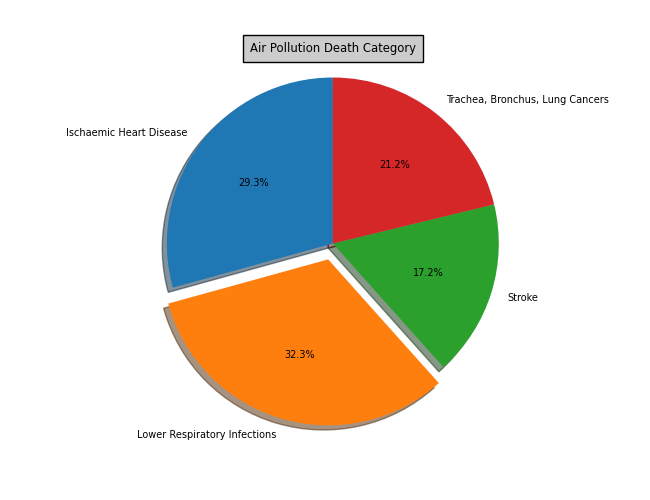 Air Pollution Death Category
Trachea, Bronchus, Lung Cancers
Ischaemic Heart Disease
21.2%
29.3%
17.2%
Stroke
32.3%
Lower Respiratory Infections